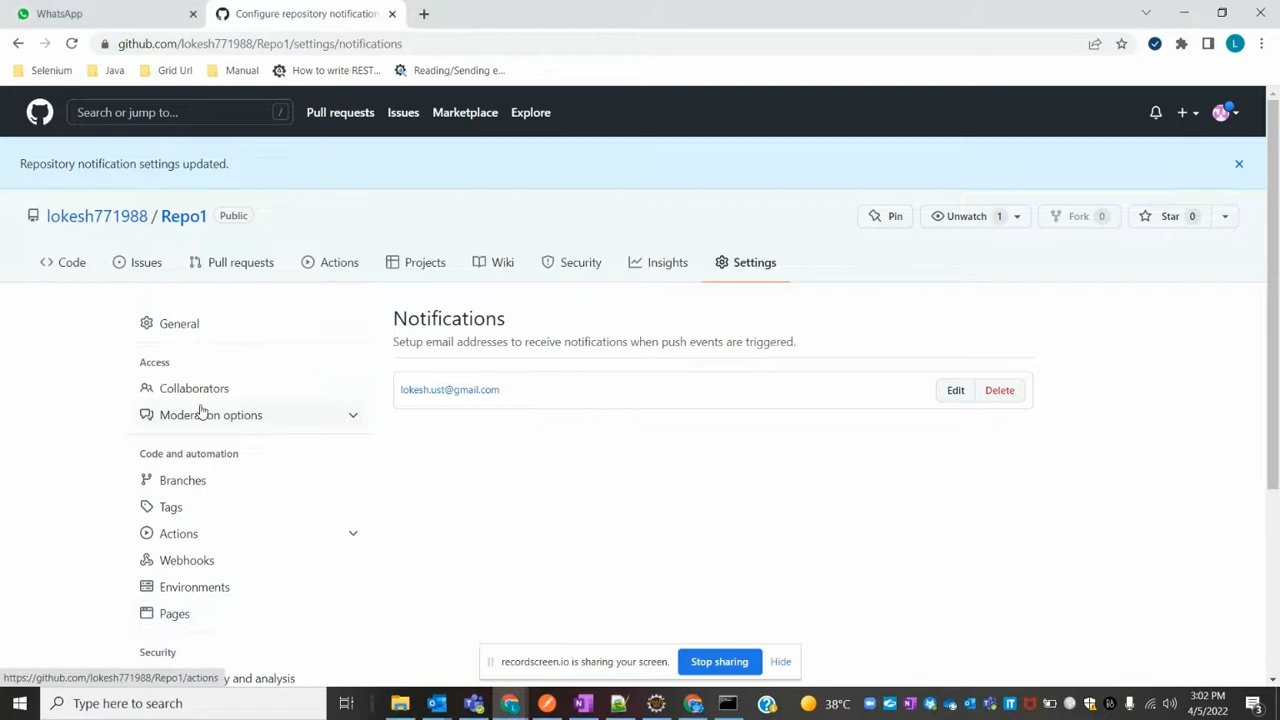 WhatsApp
Configure repository notification
github.com/lokesh771988/Repo1/settings/notifications
Selenium
Java
Grid Url
Manual
How to write REST...
Reading/Sending e...
Search or jump to...
/
Pull requests
Issues
Marketplace
Explore
Repository notification settings updated.
lokesh771988 / Repo1
Public
Pin
Unwatch 1
Fork 0
Star 0
Code
Issues
Pull requests
Actions
Projects
Wiki
Security
Insights
Settings
General
Access
Collaborators
Moderation options
Code and automation
Branches
Tags
Actions
Webhooks
Environments
Pages
Security
y and analysis
Notifications
Setup email addresses to receive notifications when push events are triggered.
lokesh.ust@gmail.com
Edit
Delete
recordscreen.io is sharing your screen.
Stop sharing
Hide
https://github.com/lokesh771988/Repo1/actions
Type here to search
38°C
3:02 PM
4/5/2022
3
L